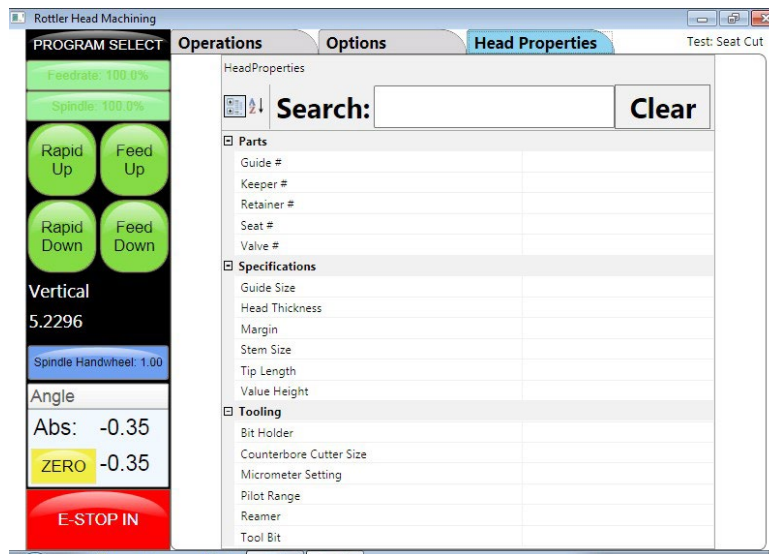 Rottler Head Machining
PROGRAM SELECT
Operations
Options
Head Properties
Test: Seat Cut
Feedrate: 100.0%
Spindle: 100.0%
Rapid Up
Feed Up
Rapid Down
Feed Down
Vertical
5.2296
Spindle Handwheel: 1.00
Angle
Abs: -0.35
ZERO -0.35
E-STOP IN
HeadProperties
Search:
Clear
Parts
Guide #
Keeper #
Retainer #
Seat #
Valve #
Specifications
Guide Size
Head Thickness
Margin
Stem Size
Tip Length
Value Height
Tooling
Bit Holder
Counterbore Cutter Size
Micrometer Setting
Pilot Range
Reamer
Tool Bit